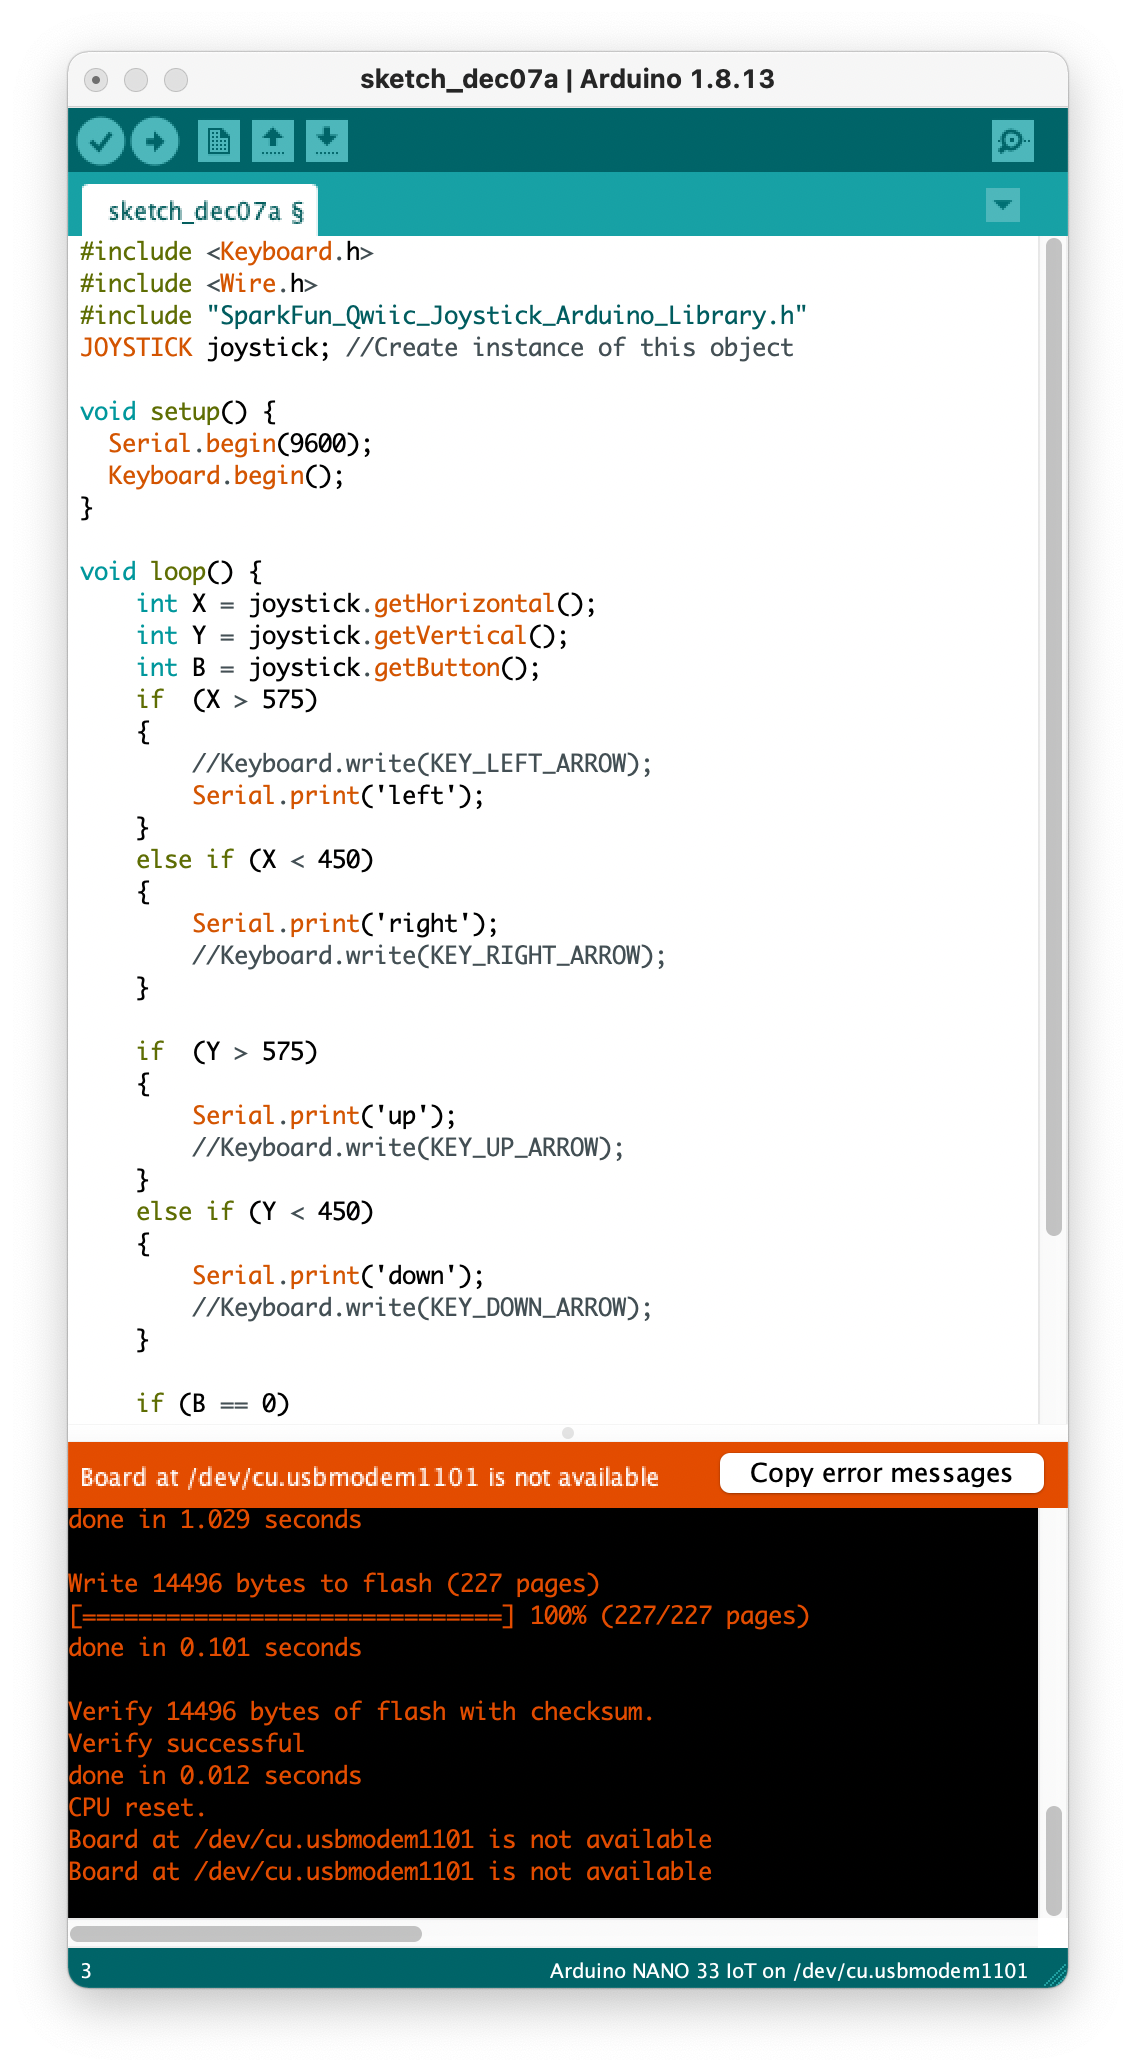 sketch_dec07a | Arduino 1.8.13
sketch_dec07a §
#include <Keyboard.h>
#include <Wire.h>
#include "SparkFun_Qwiic_Joystick_Arduino_Library.h"
JOYSTICK joystick; //Create instance of this object
void setup() {
  Serial.begin(9600);
  Keyboard.begin();
}
void loop() {
    int X = joystick.getHorizontal();
    int Y = joystick.getVertical();
    int B = joystick.getButton();
    if  (X > 575)
    {
        //Keyboard.write(KEY_LEFT_ARROW);
        Serial.print('left');
    }
    else if (X < 450)
    {
        Serial.print('right');
        //Keyboard.write(KEY_RIGHT_ARROW);
    }
    if  (Y > 575)
    {
        Serial.print('up');
        //Keyboard.write(KEY_UP_ARROW);
    }
    else if (Y < 450)
    {
        Serial.print('down');
        //Keyboard.write(KEY_DOWN_ARROW);
    }
    if (B == 0)
Board at /dev/cu.usbmodem1101 is not available
Copy error messages
done in 1.029 seconds
Write 14496 bytes to flash (227 pages)
[==============================] 100% (227/227 pages)
done in 0.101 seconds
Verify 14496 bytes of flash with checksum.
Verify successful
done in 0.012 seconds
CPU reset.
Board at /dev/cu.usbmodem1101 is not available
Board at /dev/cu.usbmodem1101 is not available
3
Arduino NANO 33 IoT on /dev/cu.usbmodem1101